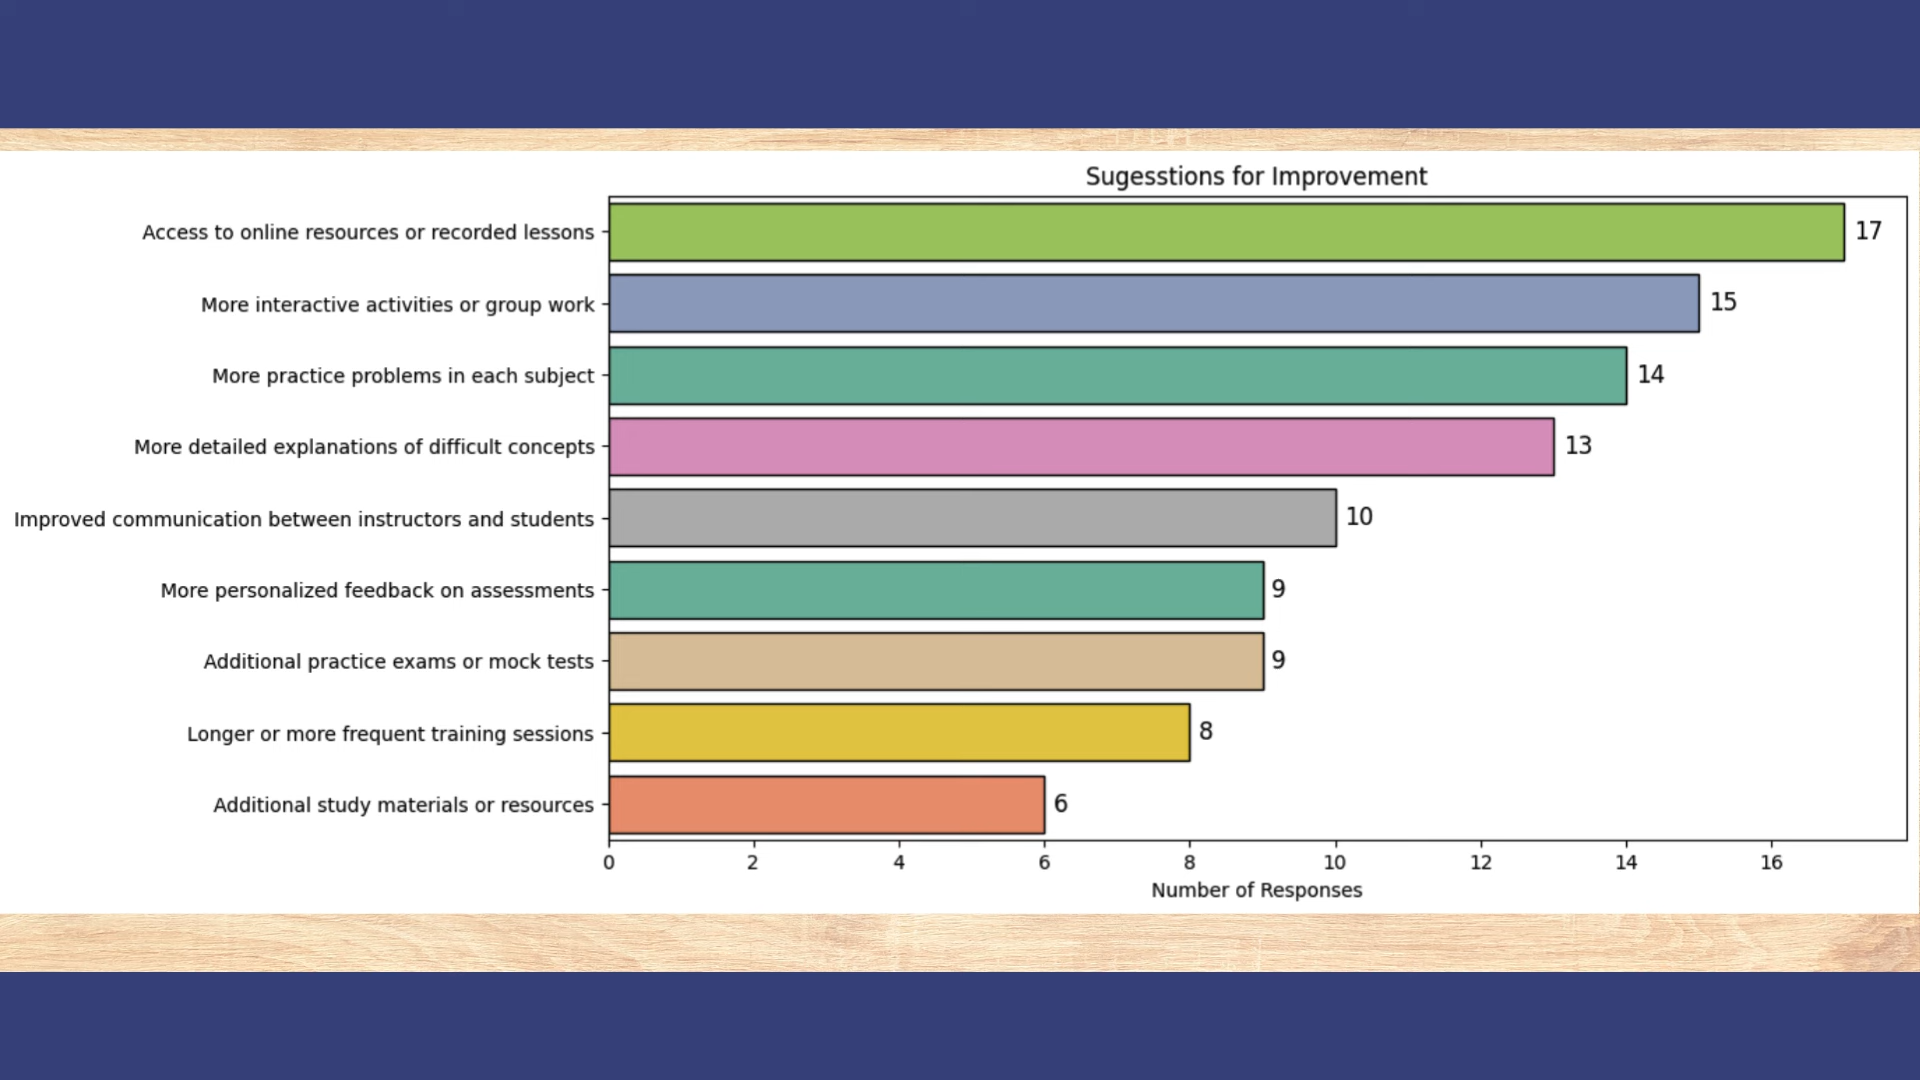 Sugesstions for Improvement
Access to online resources or recorded lessons 17
More interactive activities or group work 15
More practice problems in each subject 14
More detailed explanations of difficult concepts 13
Improved communication between instructors and students 10
More personalized feedback on assessments 9
Additional practice exams or mock tests 9
Longer or more frequent training sessions 8
Additional study materials or resources 6
0 2 4 6 8 10 12 14 16
Number of Responses